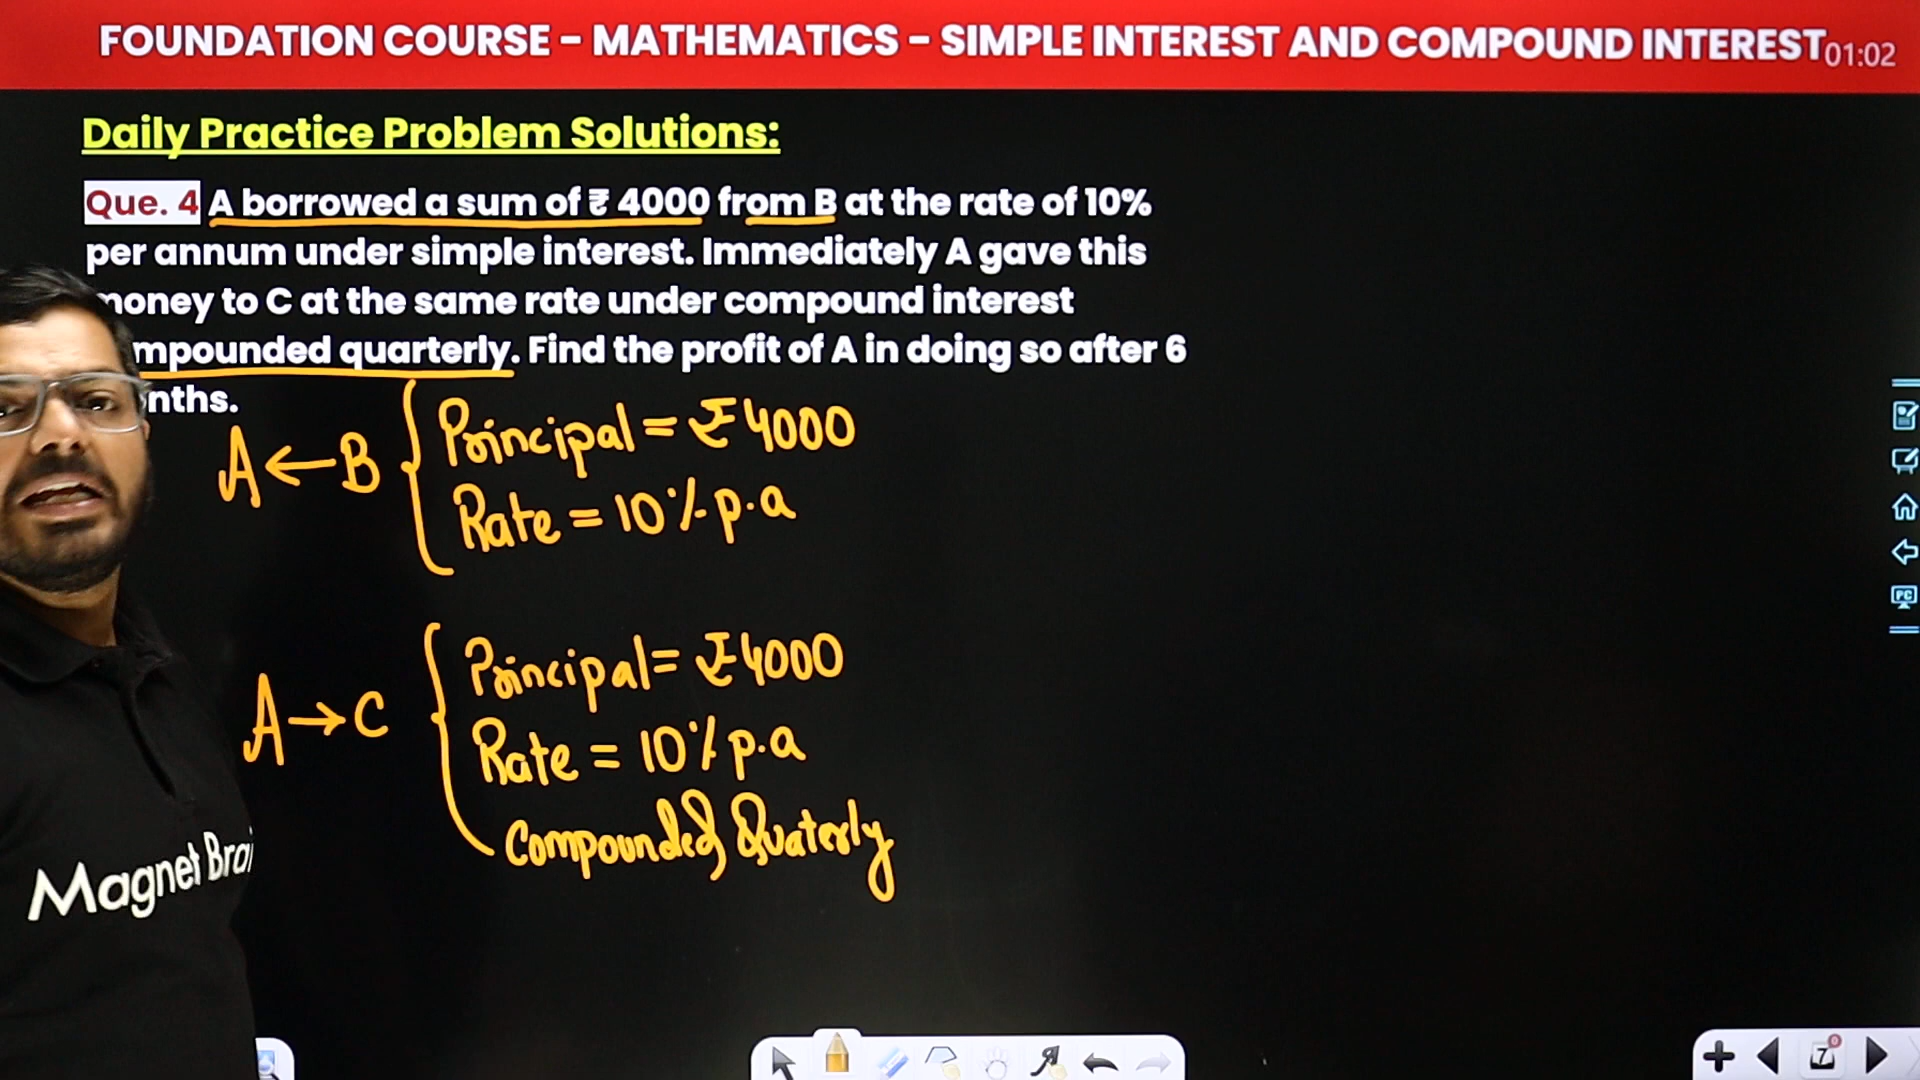 FOUNDATION COURSE - MATHEMATICS - SIMPLE INTEREST AND COMPOUND INTEREST
01:02
Daily Practice Problem Solutions:
Que. 4 A borrowed a sum of ₹ 4000 from B at the rate of 10%
per annum under simple interest. Immediately A gave this
money to C at the same rate under compound interest
mpounded quarterly. Find the profit of A in doing so after 6
nths.
A ← B { Principal = ₹ 4000
Rate = 10% p.a
A → C { Principal = ₹ 4000
Rate = 10% p.a
Compounded Quaterly
Magnet Brai
PC
7
0